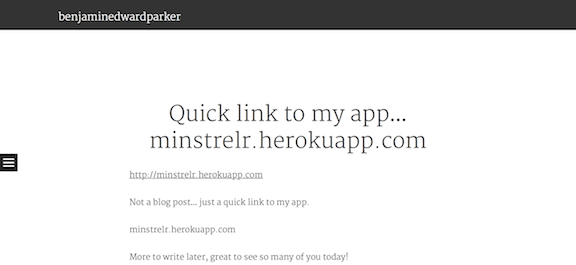 benjaminedwardparker
Quick link to my app...
minstrelr.herokuapp.com
http://minstrelr.herokuapp.com
Not a blog post... just a quick link to my app.
minstrelr.herokuapp.com
More to write later, great to see so many of you today!